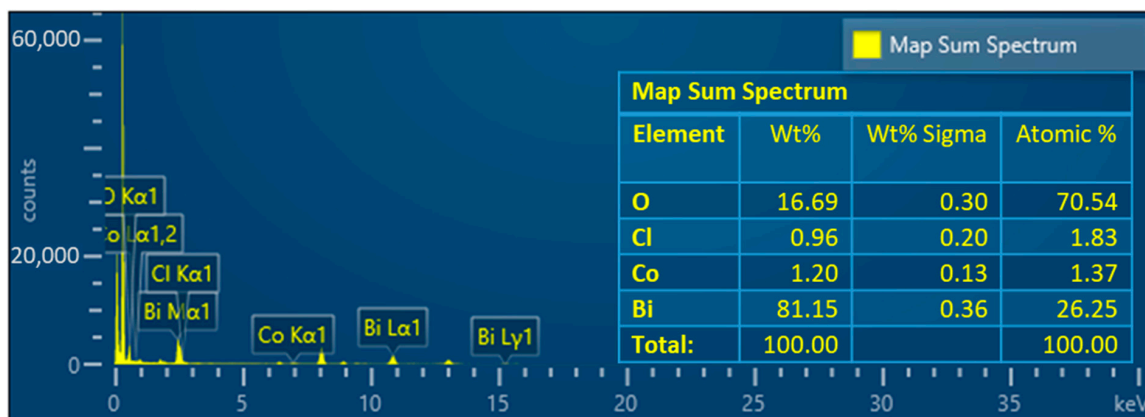 60,000
Map Sum Spectrum
counts
20,000
0
O Kα1
Co Lα1,2
Cl Kα1
Bi Mα1
Co Kα1
Bi Lα1
Bi Lγ1
Map Sum Spectrum
Element Wt% Wt% Sigma Atomic %
O 16.69 0.30 70.54
Cl 0.96 0.20 1.83
Co 1.20 0.13 1.37
Bi 81.15 0.36 26.25
Total: 100.00 100.00
0 5 10 15 20 25 30 35 keV